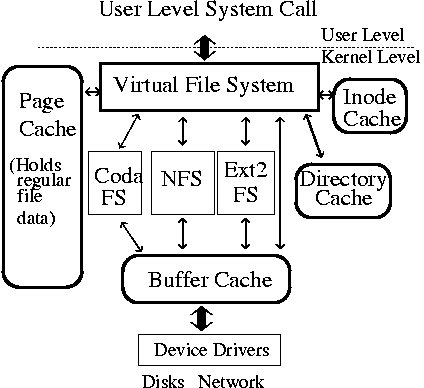 User Level System Call
User Level
Kernel Level
Virtual File System
Page
Cache
(Holds
regular
file
data)
Inode
Cache
Coda
FS
NFS
Ext2
FS
Directory
Cache
Buffer Cache
Device Drivers
Disks Network